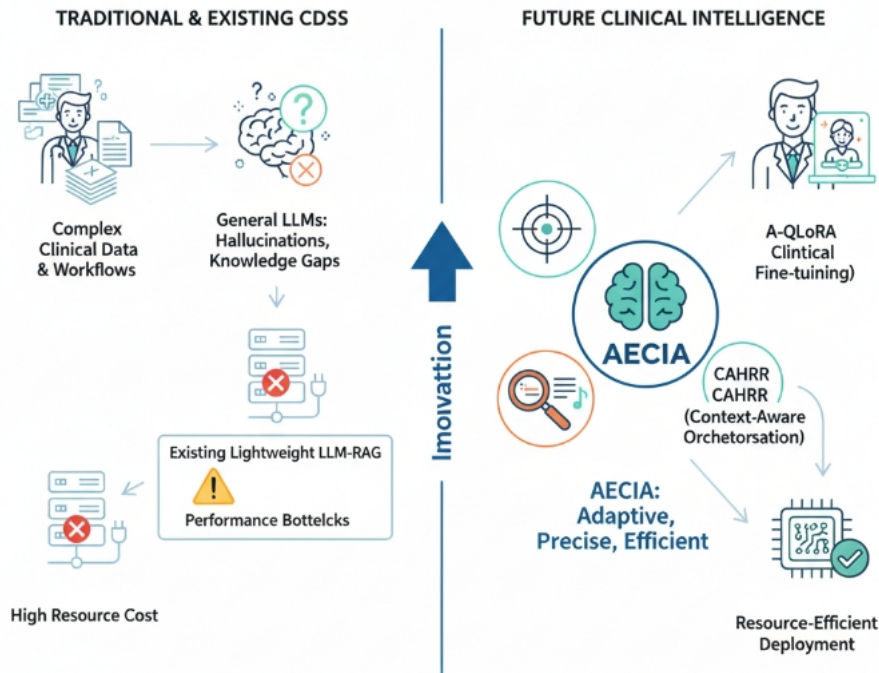 TRADITIONAL & EXISTING CDSS
Complex
Clinical Data
& Workflows
General LLMs:
Hallucinations,
Knowledge Gaps
Existing Lightweight LLM-RAG
Performance Bottelcks
High Resource Cost
Imoivattion
FUTURE CLINICAL INTELLIGENCE
A-QLoRA
Clintical
Fine-tuining)
AECIA
CAHRR
CAHRR
(Context-Aware
Orchetorsation)
AECIA:
Adaptive,
Precise, Efficient
Resource-Efficient
Deployment